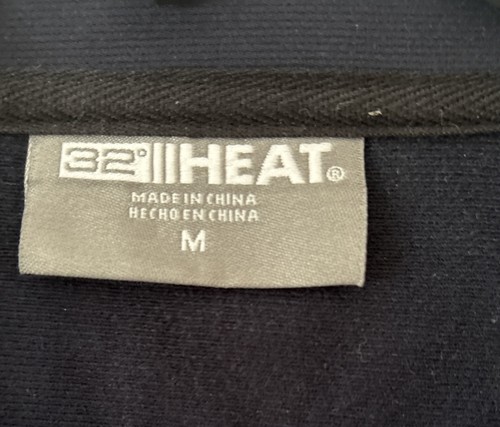 32° HEAT®
MADE IN CHINA
HECHO EN CHINA
M